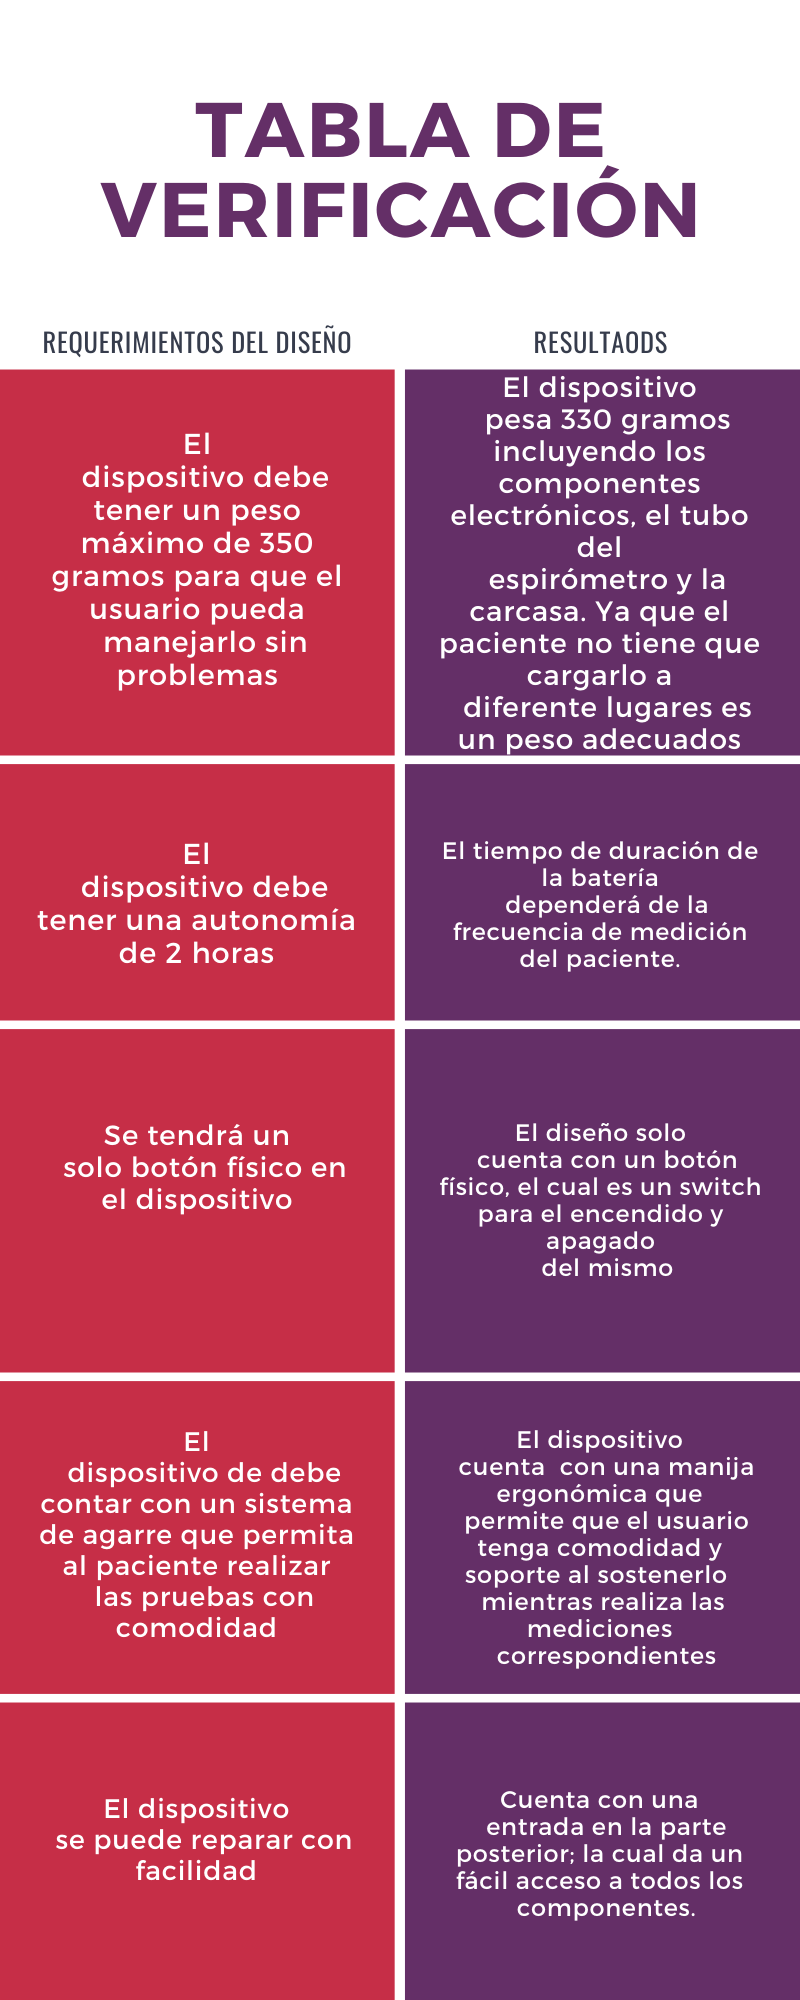 TABLA DE
VERIFICACIÓN
REQUERIMIENTOS DEL DISEÑO
RESULTAODS
El
dispositivo debe
tener un peso
máximo de 350
gramos para que el
usuario pueda
manejarlo sin
problemas
El dispositivo
pesa 330 gramos
incluyendo los
componentes
electrónicos, el tubo
del
espirómetro y la
carcasa. Ya que el
paciente no tiene que
cargarlo a
diferente lugares es
un peso adecuados
El
dispositivo debe
tener una autonomía
de 2 horas
El tiempo de duración de
la batería
dependerá de la
frecuencia de medición
del paciente.
Se tendrá un
solo botón físico en
el dispositivo
El diseño solo
cuenta con un botón
físico, el cual es un switch
para el encendido y
apagado
del mismo
El
dispositivo de debe
contar con un sistema
de agarre que permita
al paciente realizar
las pruebas con
comodidad
El dispositivo
cuenta  con una manija
ergonómica que
permite que el usuario
tenga comodidad y
soporte al sostenerlo
mientras realiza las
mediciones
correspondientes
El dispositivo
se puede reparar con
facilidad
Cuenta con una
entrada en la parte
posterior; la cual da un
fácil acceso a todos los
componentes.